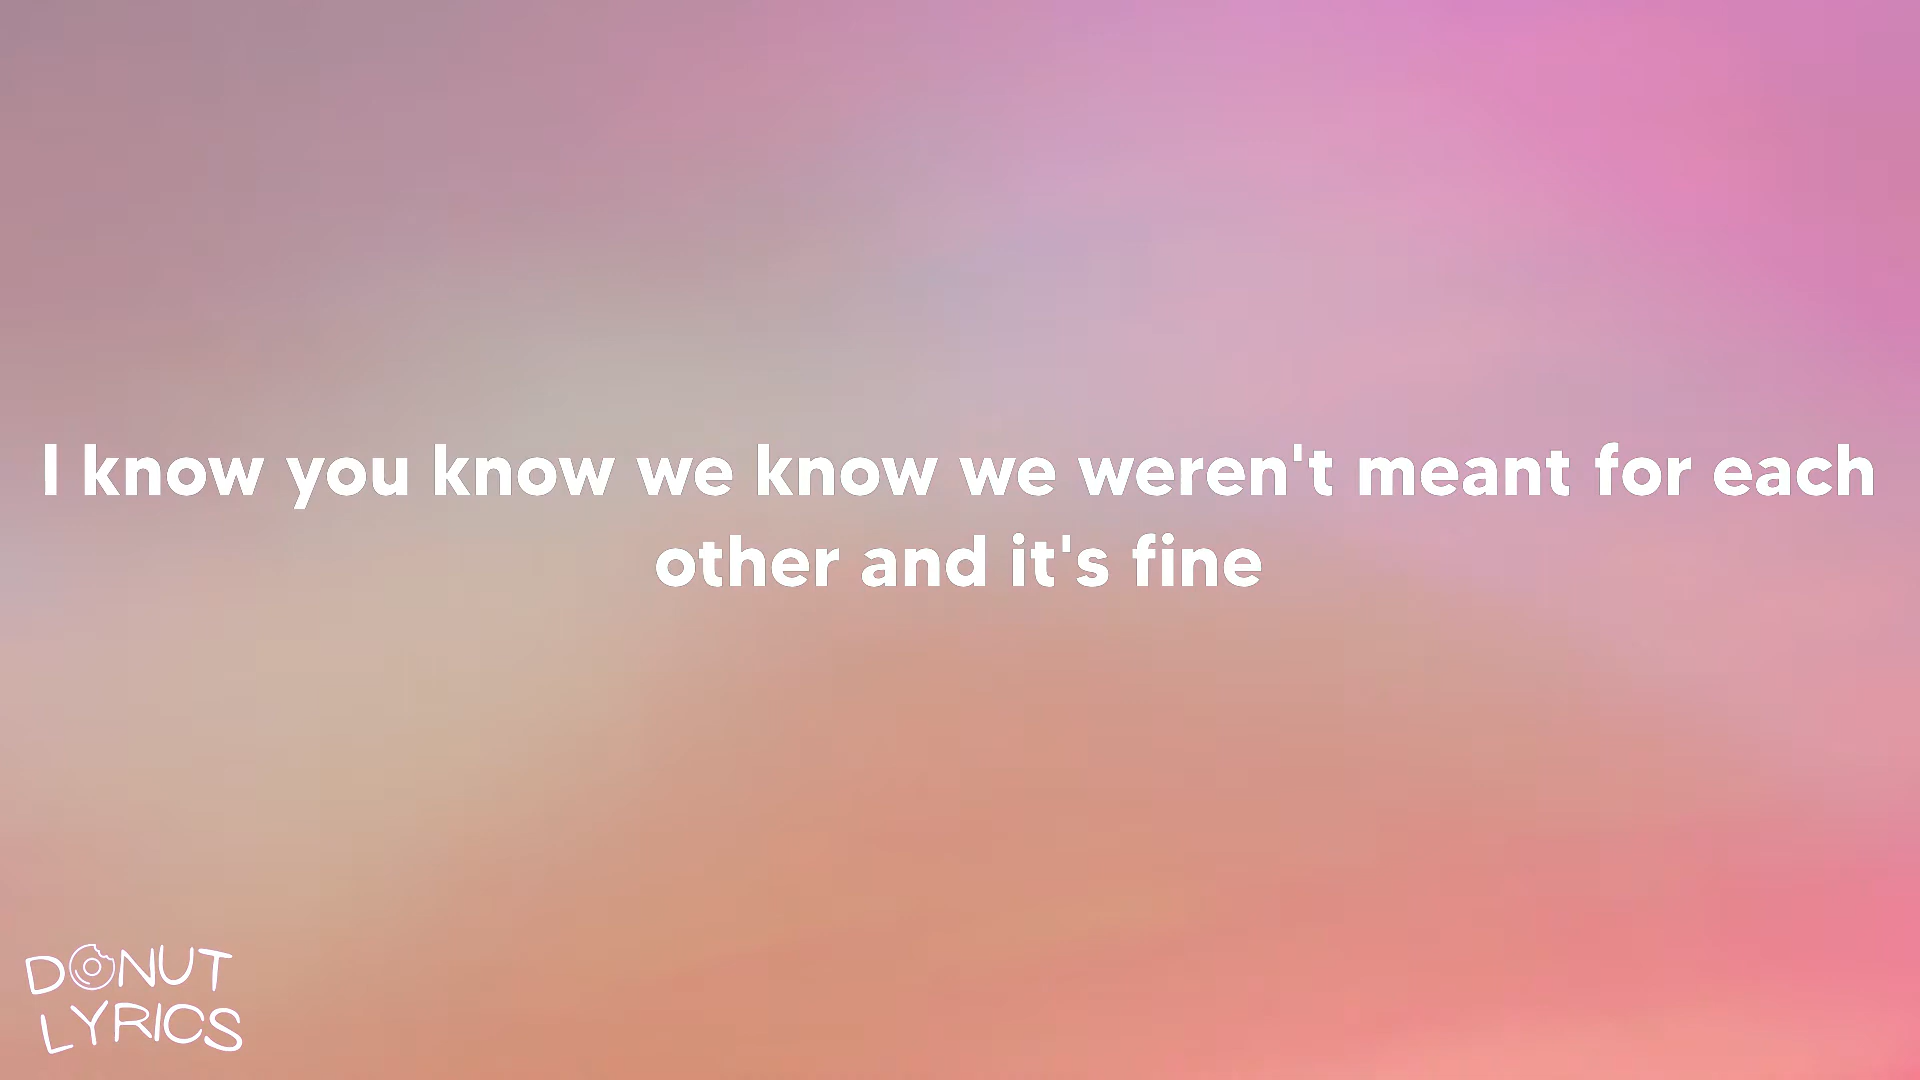 I know you know we know we weren't meant for each
other and it's fine
DONUT
LYRICS